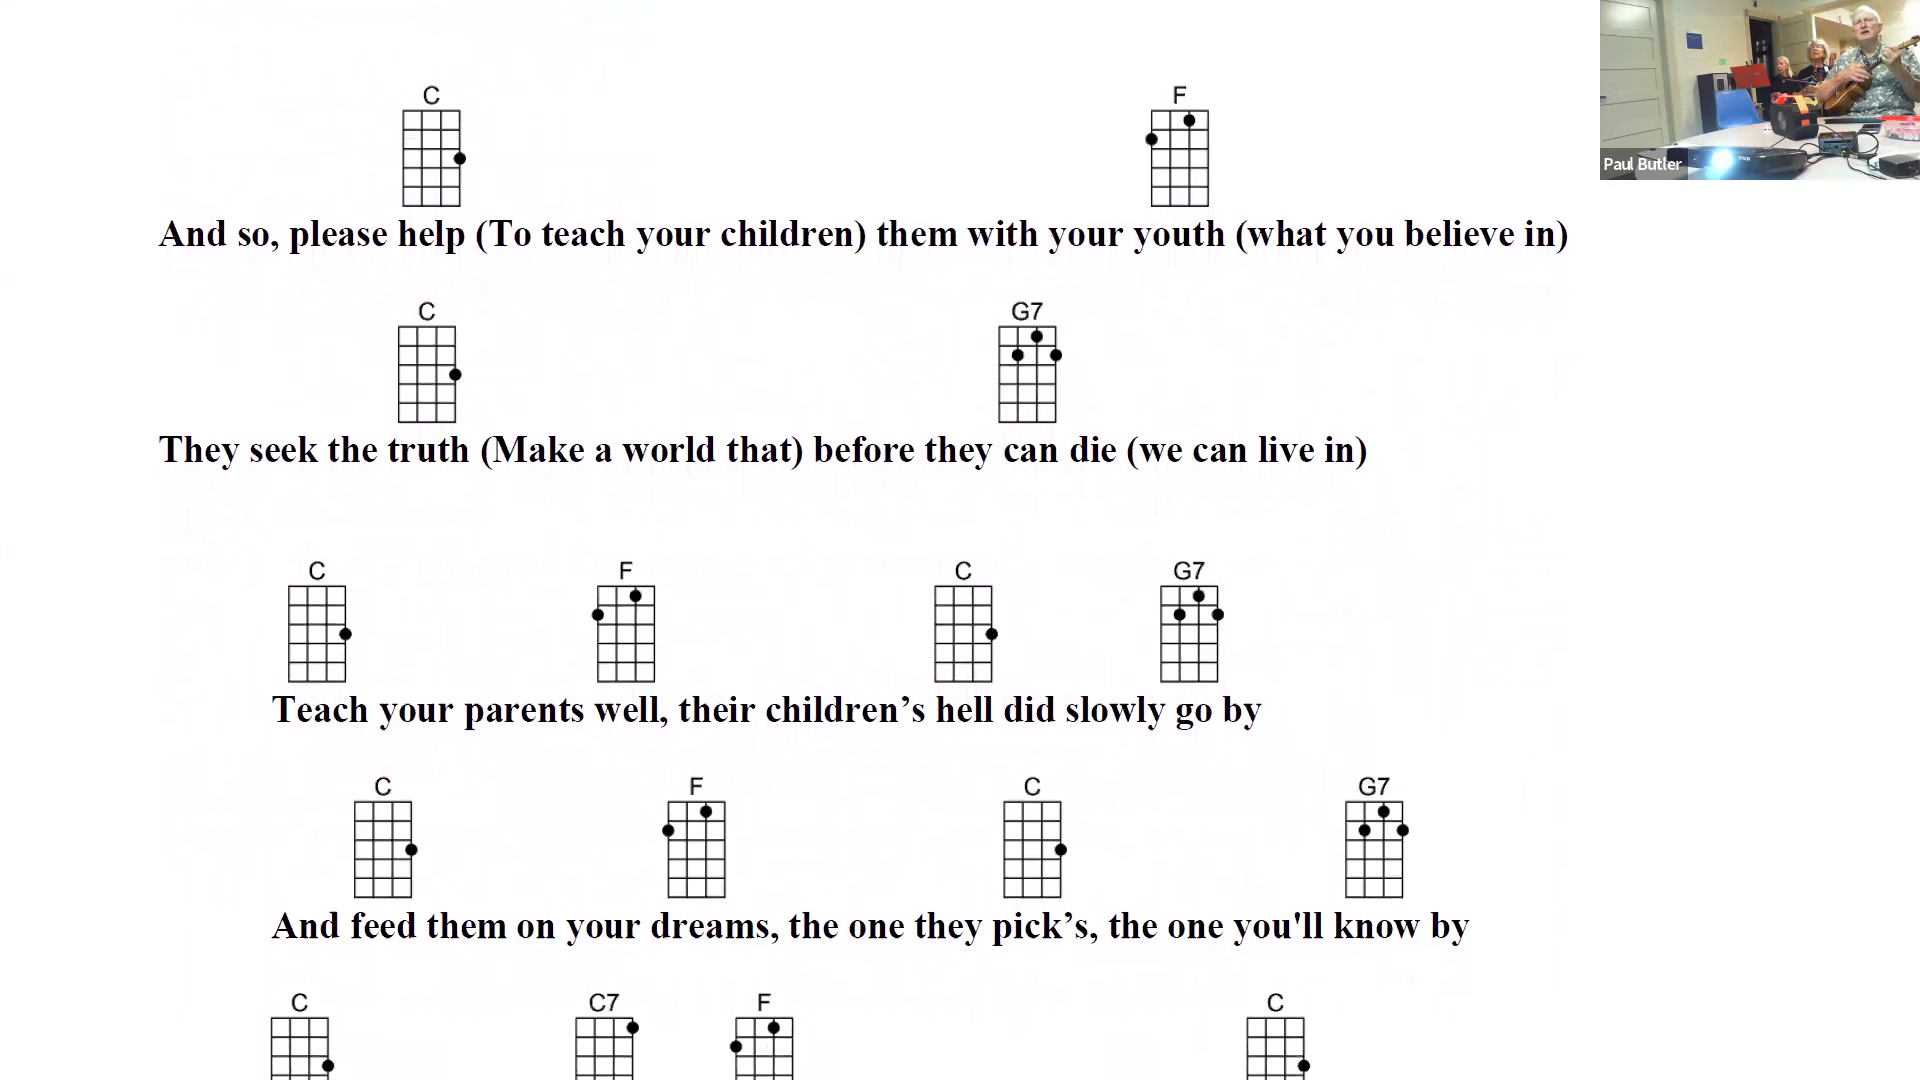 C F
And so, please help (To teach your children) them with your youth (what you believe in)
C G7
They seek the truth (Make a world that) before they can die (we can live in)
C F C G7
Teach your parents well, their children’s hell did slowly go by
C F C G7
And feed them on your dreams, the one they pick’s, the one you'll know by
C C7 F C
Paul Butler
EPSON